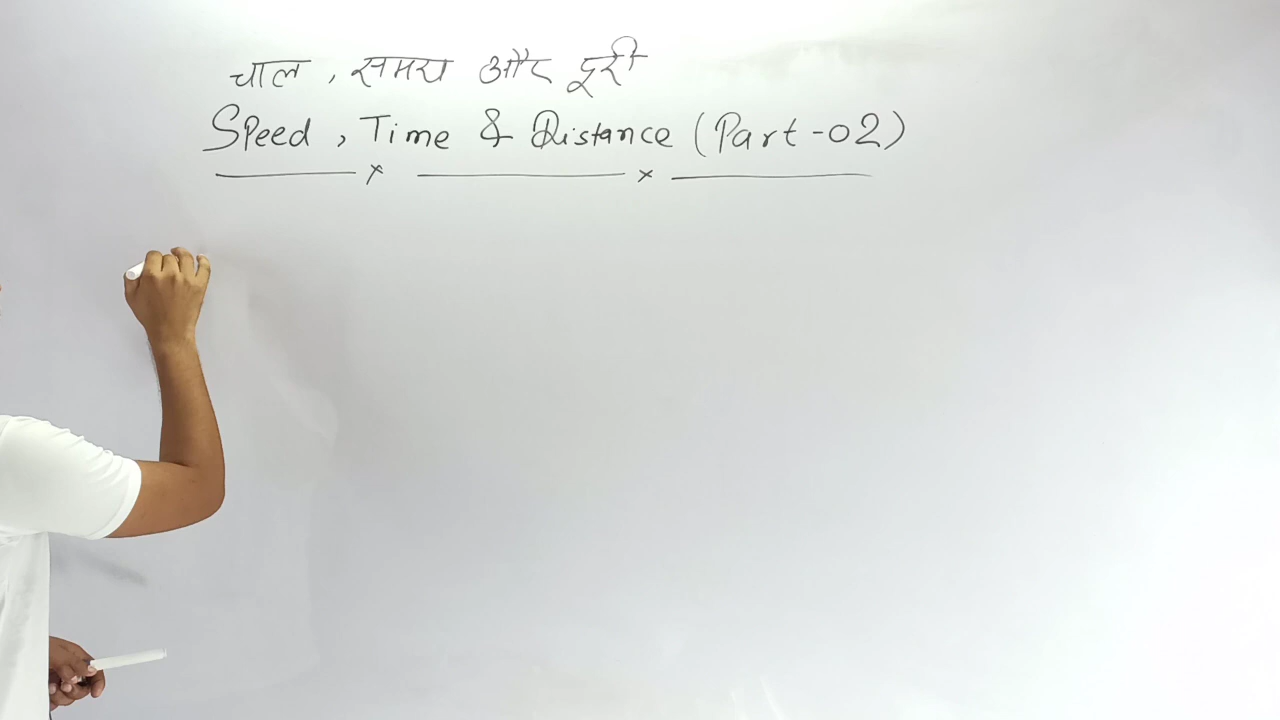 चाल , समय और दूरी
Speed , Time & Distance (Part-02)